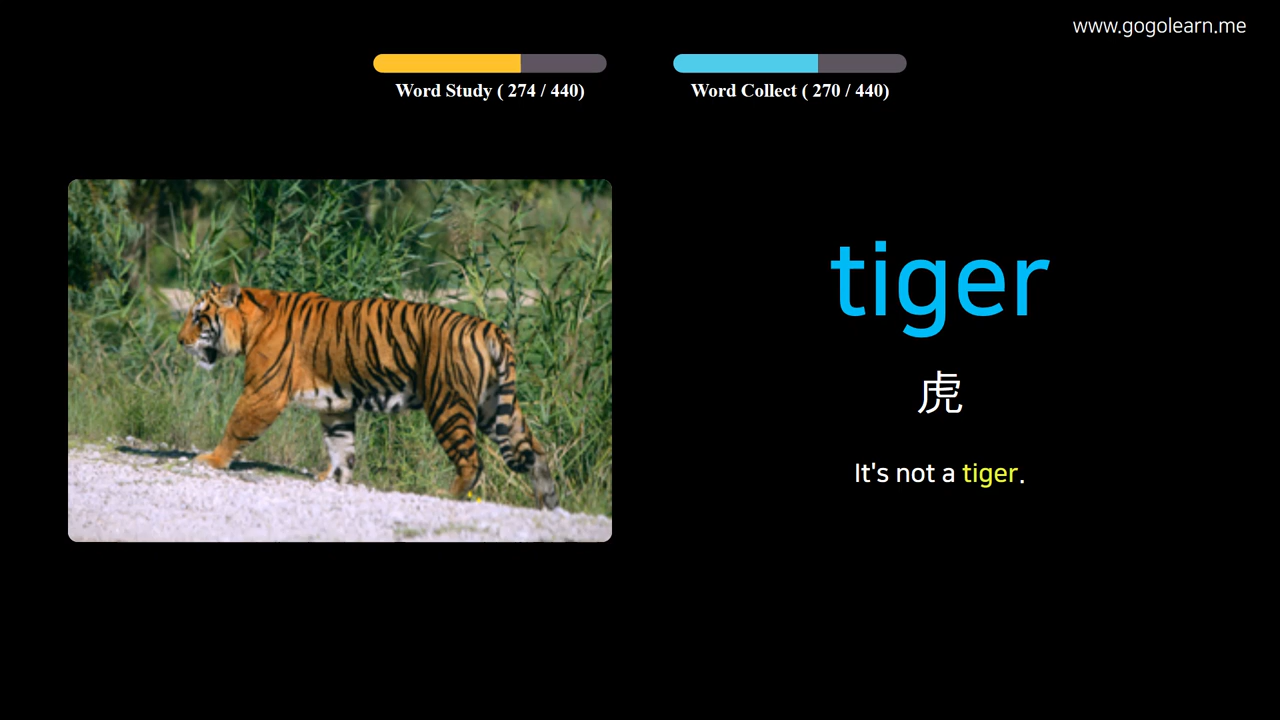 www.gogolearn.me
Word Study ( 274 / 440)
Word Collect ( 270 / 440)
tiger
虎
It's not a tiger.